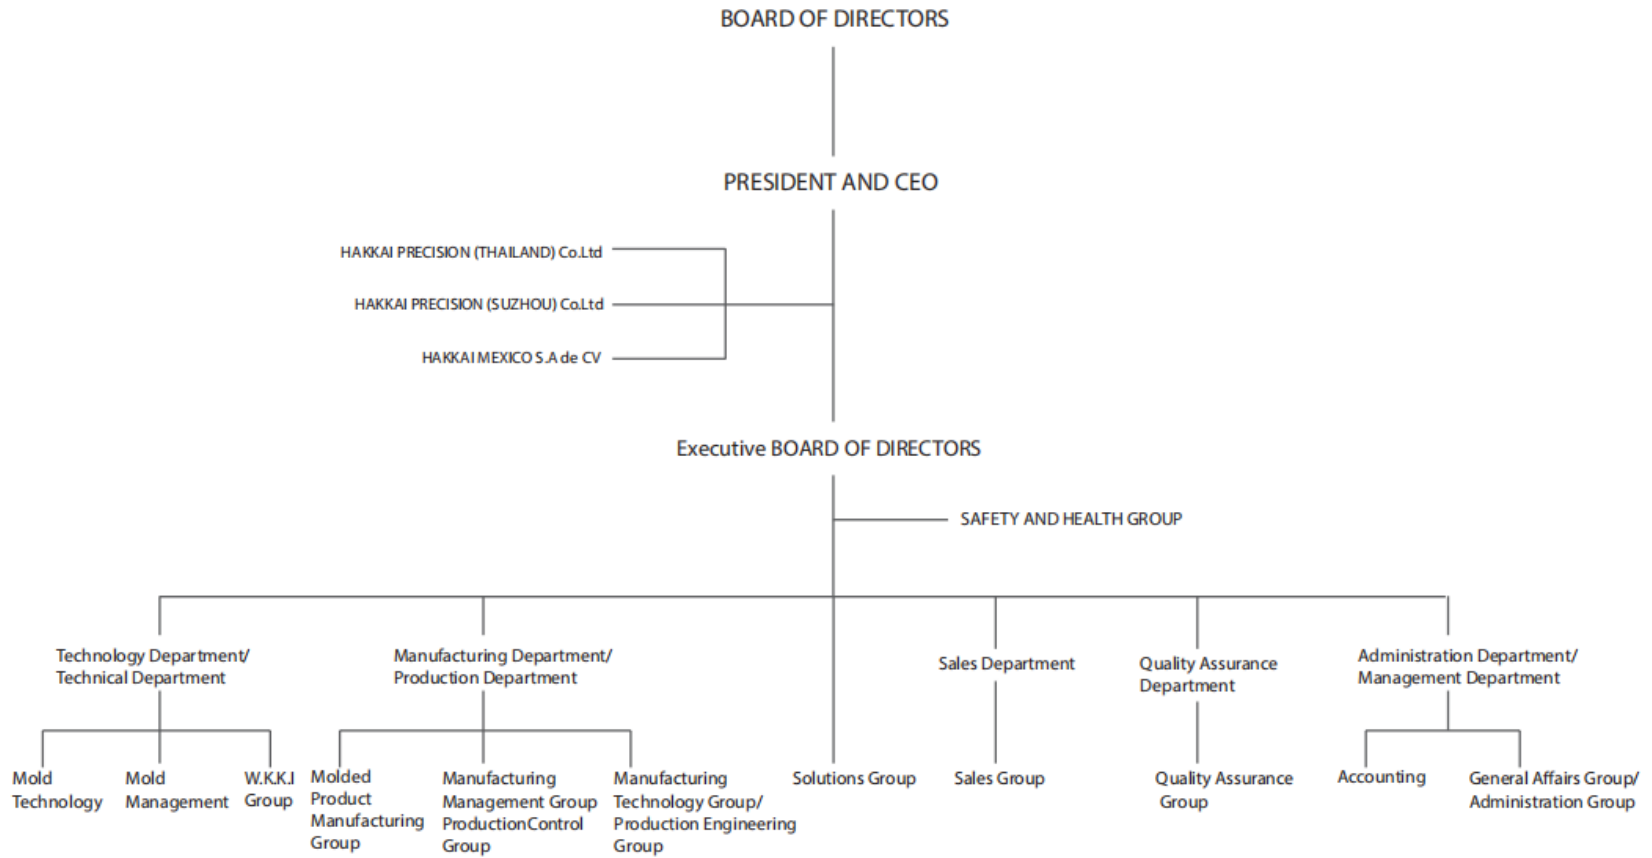 BOARD OF DIRECTORS
PRESIDENT AND CEO
HAKKAI PRECISION (THAILAND) Co.Ltd
HAKKAI PRECISION (SUZHOU) Co.Ltd
HAKKAI MEXICO S.A de CV
Executive BOARD OF DIRECTORS
SAFETY AND HEALTH GROUP
Technology Department/
Technical Department
Manufacturing Department/
Production Department
Sales Department
Quality Assurance
Department
Administration Department/
Management Department
Mold
Technology
Mold
Management
W.K.K.I
Group
Molded
Product
Manufacturing
Group
Manufacturing
Management Group
ProductionControl
Group
Manufacturing
Technology Group/
Production Engineering
Group
Solutions Group
Sales Group
Quality Assurance
Group
Accounting
General Affairs Group/
Administration Group